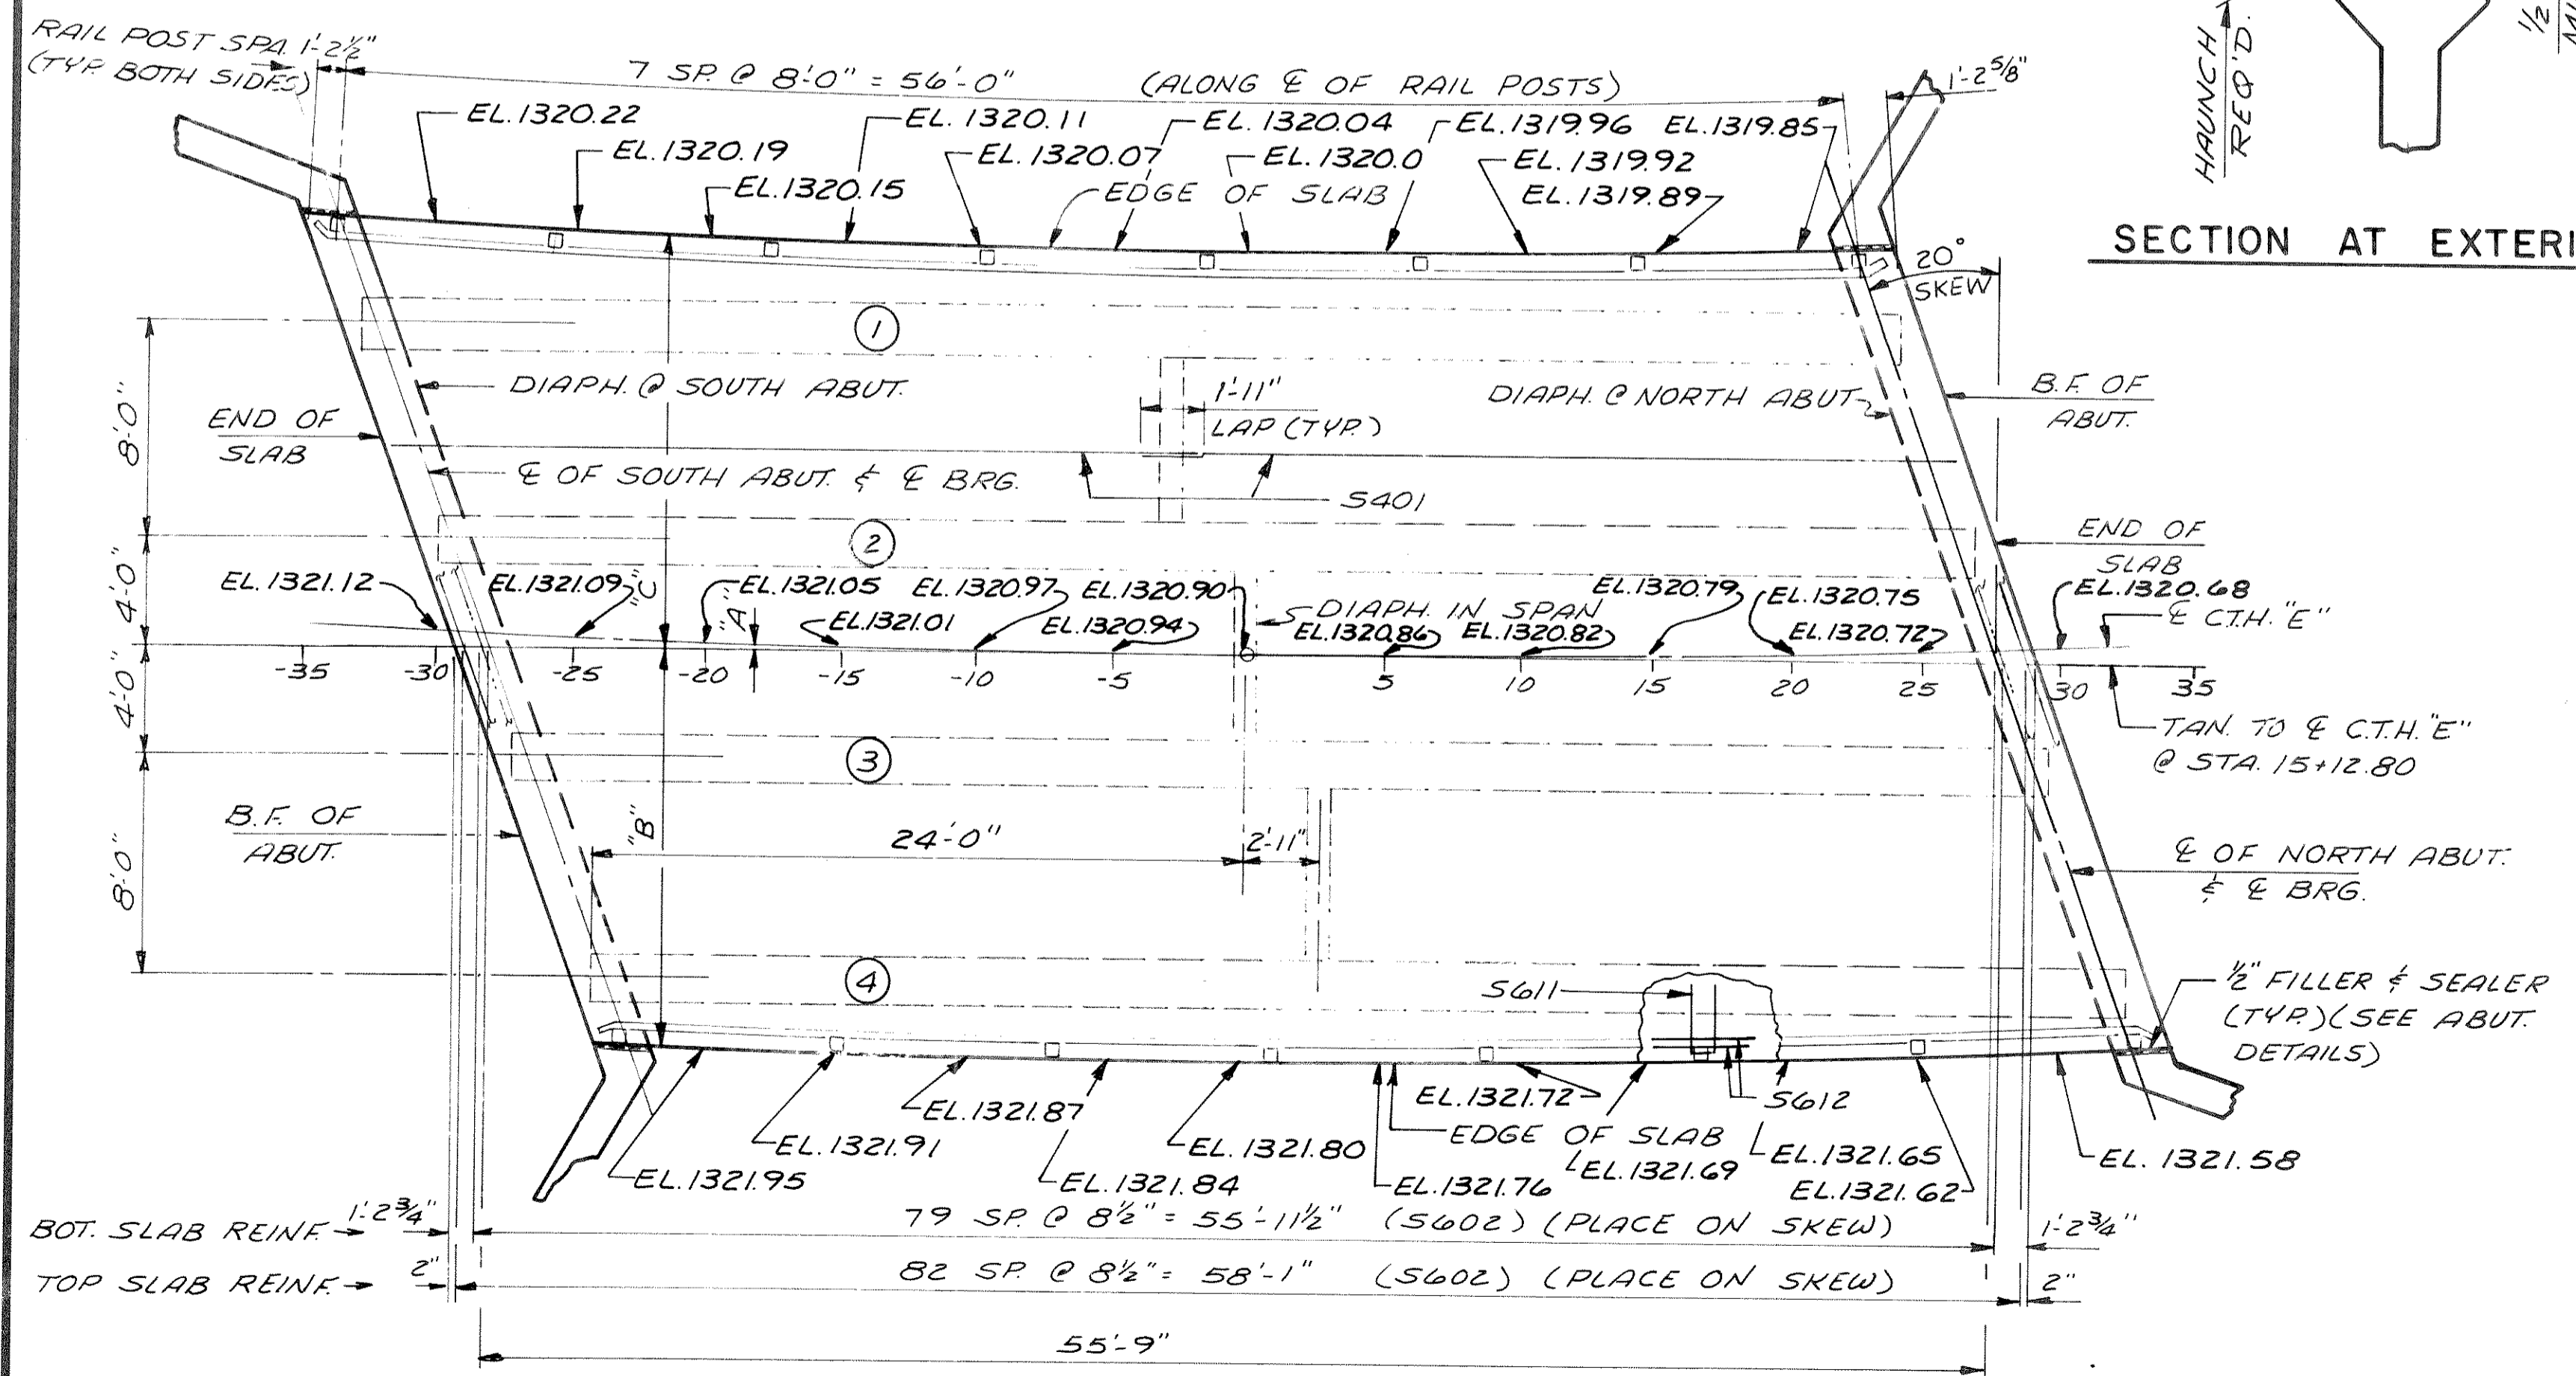 RAIL POST SPA. 1'-2½"
(TYP. BOTH SIDES)
7 SP. @ 8'-0" = 56'-0" (ALONG ℄ OF RAIL POSTS)
1'-2⅝"
HAUNCH
REQ'D.
½
EL. 1320.22
EL. 1320.11
EL. 1320.04
EL. 1319.96
EL. 1319.85
EL. 1320.19
EL. 1320.07
EL. 1320.0
EL. 1319.92
EL. 1320.15
EDGE OF SLAB
EL. 1319.89
SECTION AT EXTERI
20°
SKEW
1
8'-0"
DIAPH. @ SOUTH ABUT.
1'-11"
LAP (TYP.)
DIAPH. @ NORTH ABUT.
B.F. OF
ABUT.
END OF
SLAB
℄ OF SOUTH ABUT. & ℄ BRG.
S401
2
END OF
SLAB
4'-0"
EL. 1321.12
EL. 1321.09
"C"
EL. 1321.05
EL. 1320.97
EL. 1320.90
DIAPH. IN SPAN
EL. 1320.79
EL. 1320.75
EL. 1320.68
"A"
EL. 1321.01
EL. 1320.94
EL. 1320.86
EL. 1320.82
EL. 1320.72
℄ C.T.H. "E"
-35 -30 -25 -20 -15 -10 -5 5 10 15 20 25 30 35
4'-0"
TAN. TO ℄ C.T.H. "E"
@ STA. 15+12.80
3
8'-0"
B.F. OF
ABUT.
"B"
24'-0"
2'-11"
℄ OF NORTH ABUT.
& ℄ BRG.
4
S611
½" FILLER & SEALER
(TYP.) (SEE ABUT.
DETAILS)
EL. 1321.87
EL. 1321.72
S612
EL. 1321.91
EL. 1321.80
EDGE OF SLAB
EL. 1321.65
EL. 1321.58
EL. 1321.95
EL. 1321.84
EL. 1321.76
EL. 1321.69
EL. 1321.62
BOT. SLAB REINF. 1'-2¾"
79 SP. @ 8½" = 55'-11½" (S602) (PLACE ON SKEW)
1'-2¾"
TOP SLAB REINF. 2"
82 SP. @ 8½" = 58'-1" (S602) (PLACE ON SKEW)
2"
55'-9"